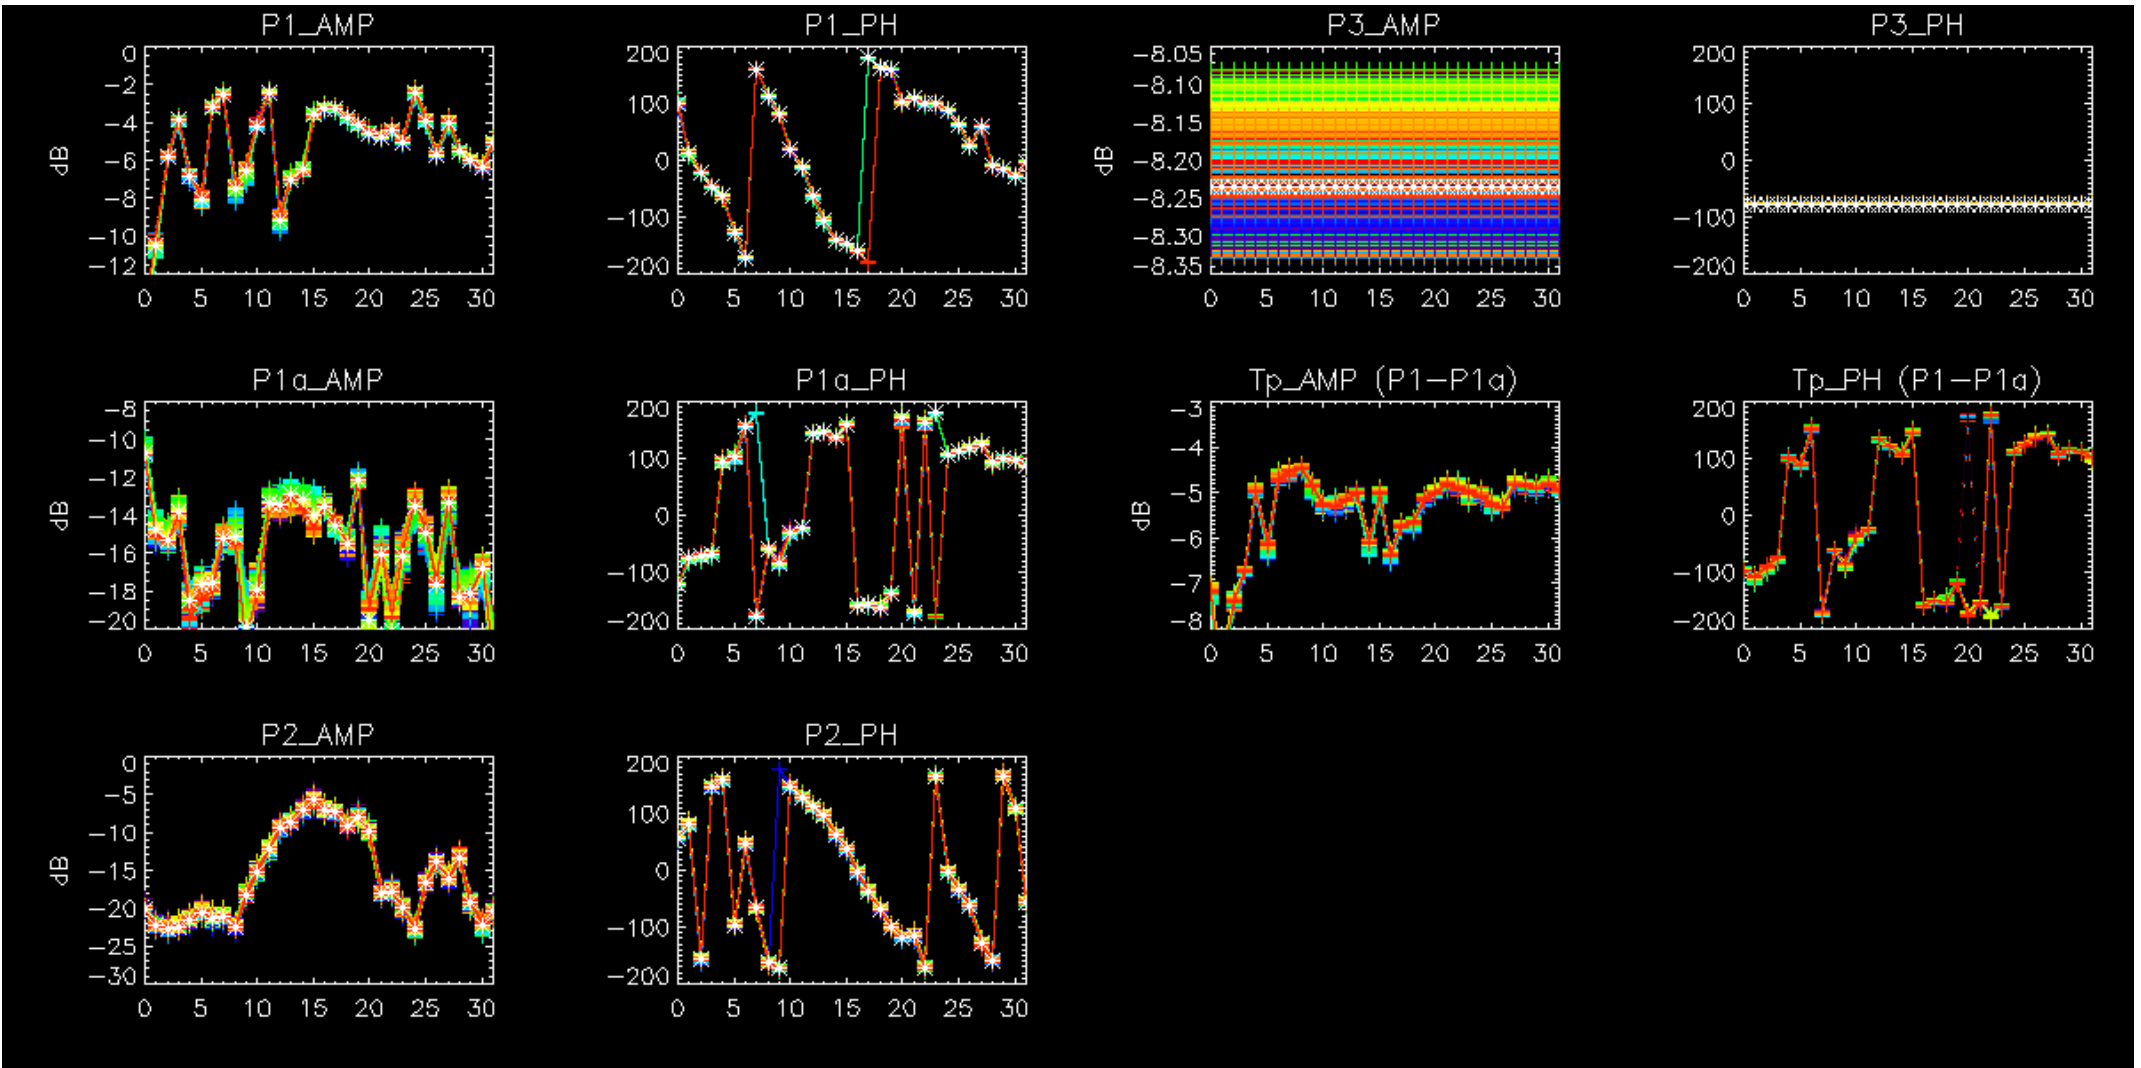 P1_AMP
P1_PH
P3_AMP
P3_PH
0
−2
−4
−6
−8
−10
−12
dB
0 5 10 15 20 25 30
200
100
0
−100
−200
0 5 10 15 20 25 30
−8.05
−8.10
−8.15
−8.20
−8.25
−8.30
−8.35
dB
0 5 10 15 20 25 30
200
100
0
−100
−200
0 5 10 15 20 25 30
P1a_AMP
P1a_PH
Tp_AMP (P1−P1a)
Tp_PH (P1−P1a)
−8
−10
−12
−14
−16
−18
−20
dB
0 5 10 15 20 25 30
200
100
0
−100
−200
0 5 10 15 20 25 30
−3
−4
−5
−6
−7
−8
dB
0 5 10 15 20 25 30
200
100
0
−100
−200
0 5 10 15 20 25 30
P2_AMP
P2_PH
0
−5
−10
−15
−20
−25
−30
dB
0 5 10 15 20 25 30
200
100
0
−100
−200
0 5 10 15 20 25 30